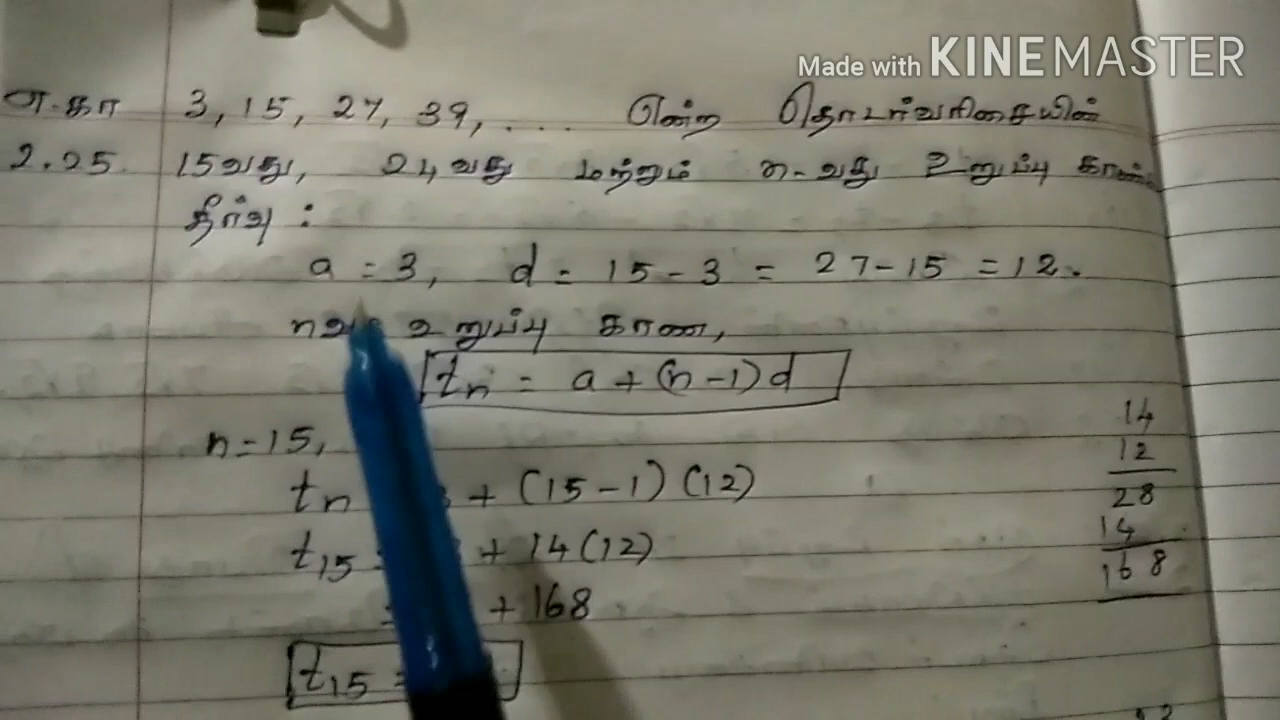 Made with KINEMASTER
எ.கா 3, 15, 27, 39, .... என்ற தொடர்வரிசையின்
2.25. 15வது, 24வது மற்றும் n-வது உறுப்பு
தீர்வு :
a = 3, d = 15 - 3 = 27 - 15 = 12.
உறுப்பு காண,
tn = a + (n - 1) d
n = 15,
tn + (15 - 1) (12)
t15 + 14 (12)
+ 168
t15 =
14
12
28
14
168